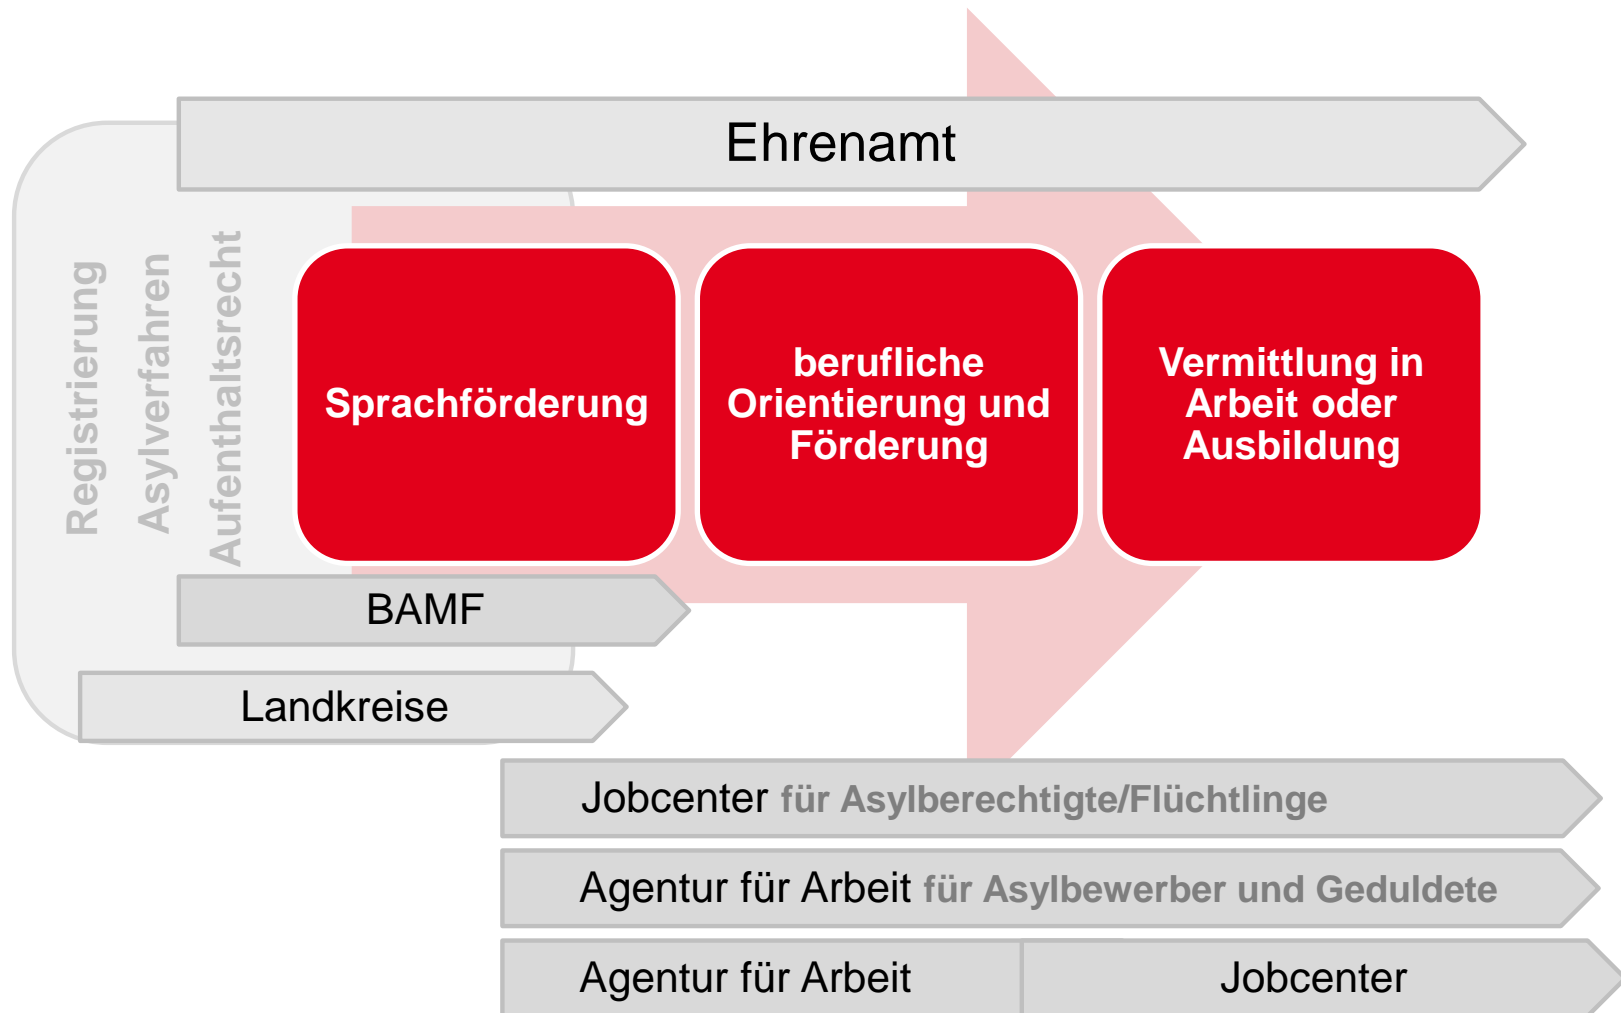 Ehrenamt
Registrierung
Asylverfahren
Aufenthaltsrecht
Sprachförderung
berufliche
Orientierung und
Förderung
Vermittlung in
Arbeit oder
Ausbildung
BAMF
Landkreise
Jobcenter für Asylberechtigte/Flüchtlinge
Agentur für Arbeit für Asylbewerber und Geduldete
Agentur für Arbeit
Jobcenter